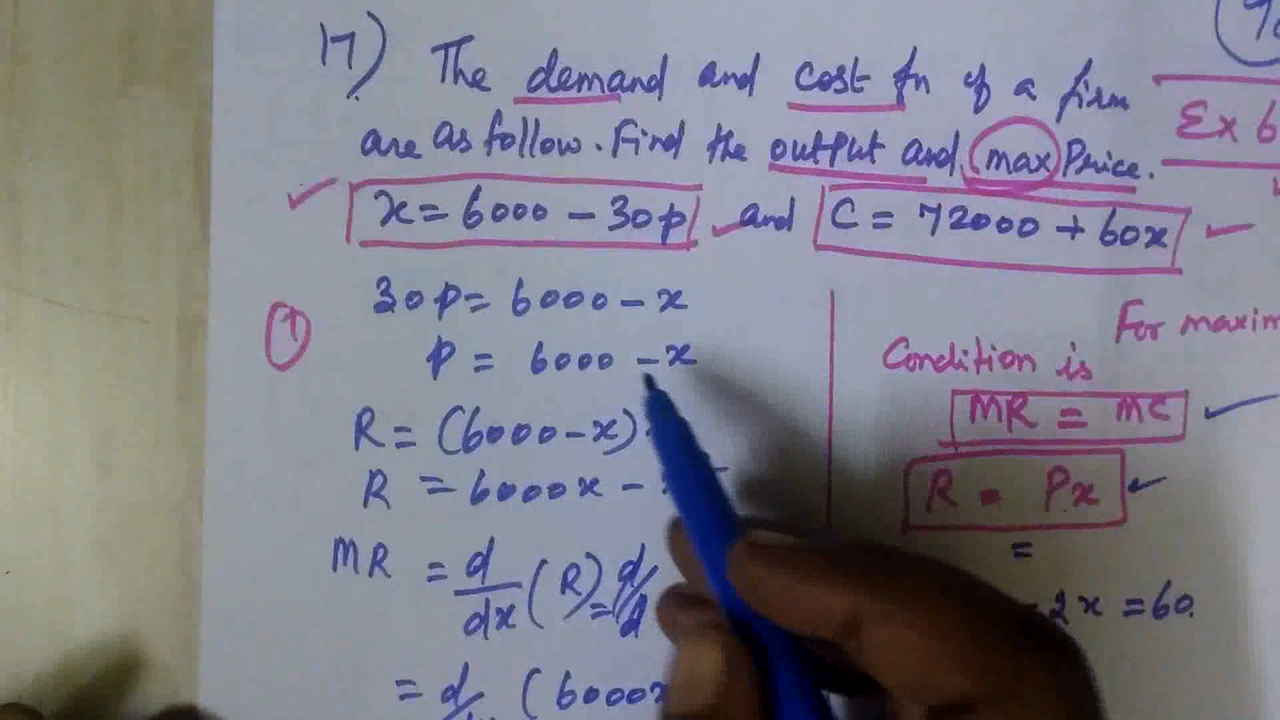 17) The demand and cost fn of a firm
are as follow. Find the output and max Price.
x = 6000 - 30p and C = 72000 + 60x
Ex 6
① 30p = 6000 - x
p = 6000 - x
R = (6000 - x)
R = 6000x -
MR = d/dx (R) = d/d
= d/ (6000x
For maxim
Condition is
MR = MC
R = Px
=
- 2x = 60.